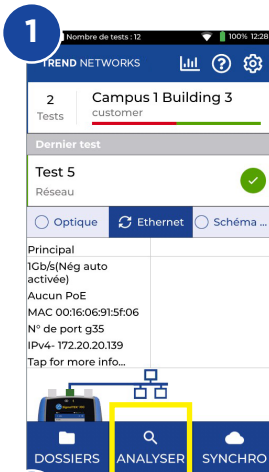 1
Nombre de tests : 12 100% 12:28
TREND NETWORKS
2 Campus 1 Building 3
Tests customer
Dernier test
Test 5
Réseau
Optique Ethernet Schéma ...
Principal
1Gb/s(Nég auto
activée)
Aucun PoE
MAC 00:16:06:91:5f:06
N° de port g35
IPv4- 172.20.20.139
Tap for more info...
DOSSIERS ANALYSER SYNCHRO